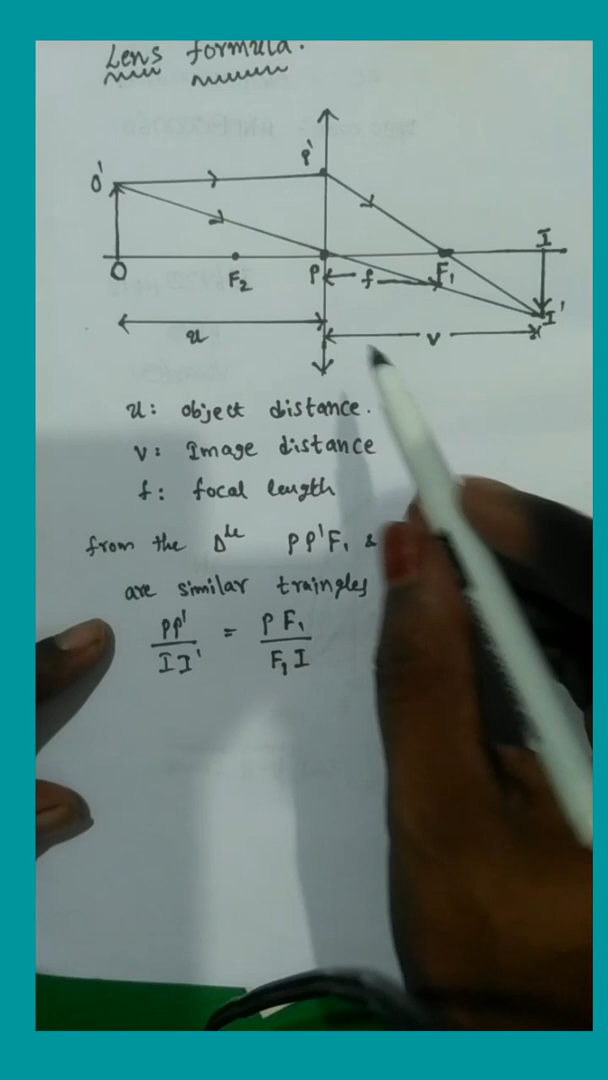 Lens formula.
P'
O'
I
O
F₂
P
f
F₁
I'
u
v
u: object distance.
v: Image distance
f: focal length
from the Δle PP'F₁ &
are similar traingles
PP'/II' = PF₁/F₁I